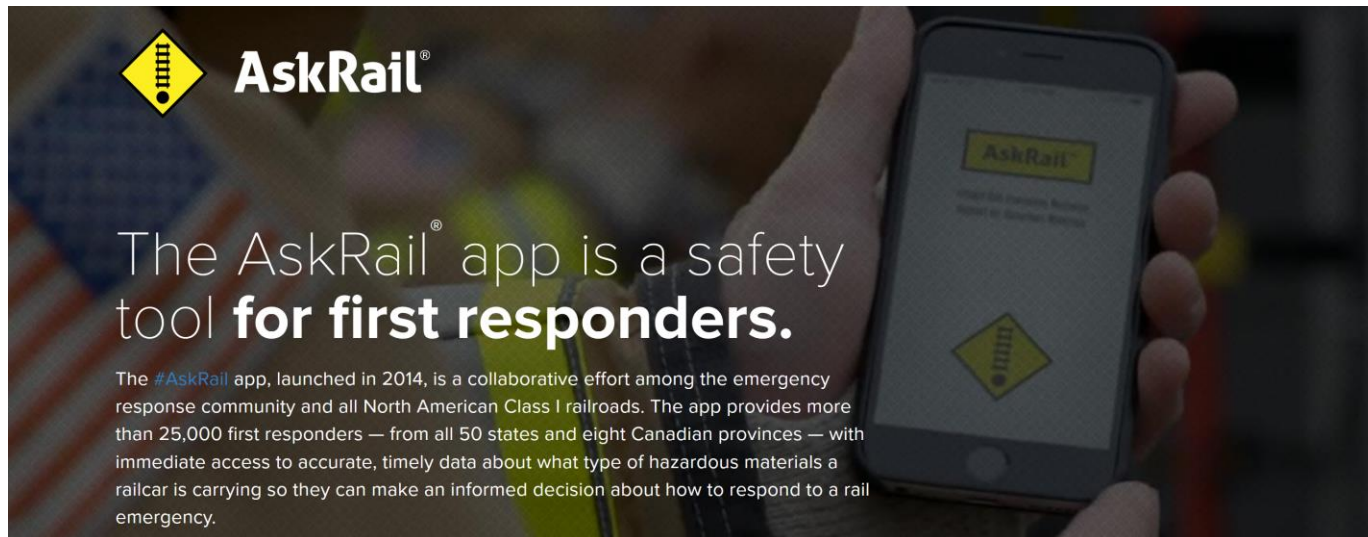 AskRail®
The AskRail® app is a safety
tool for first responders.
The #AskRail app, launched in 2014, is a collaborative effort among the emergency
response community and all North American Class I railroads. The app provides more
than 25,000 first responders — from all 50 states and eight Canadian provinces — with
immediate access to accurate, timely data about what type of hazardous materials a
railcar is carrying so they can make an informed decision about how to respond to a rail
emergency.
AskRail